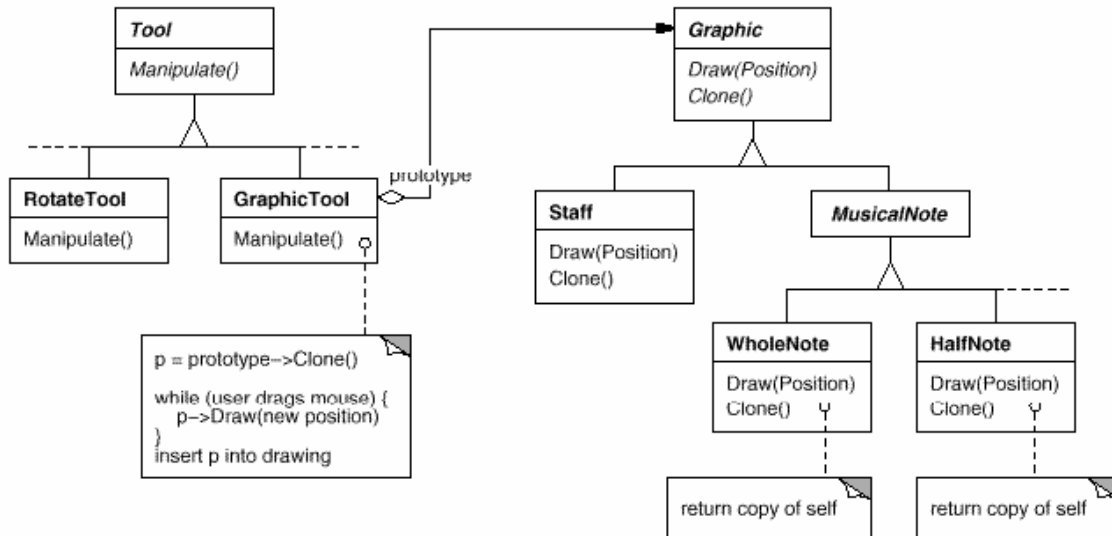 Tool
Manipulate()
Graphic
Draw(Position)
Clone()
prototype
RotateTool
Manipulate()
GraphicTool
Manipulate()
Staff
Draw(Position)
Clone()
MusicalNote
p = prototype–>Clone()
while (user drags mouse) {
p–>Draw(new position)
}
insert p into drawing
WholeNote
Draw(Position)
Clone()
HalfNote
Draw(Position)
Clone()
return copy of self
return copy of self